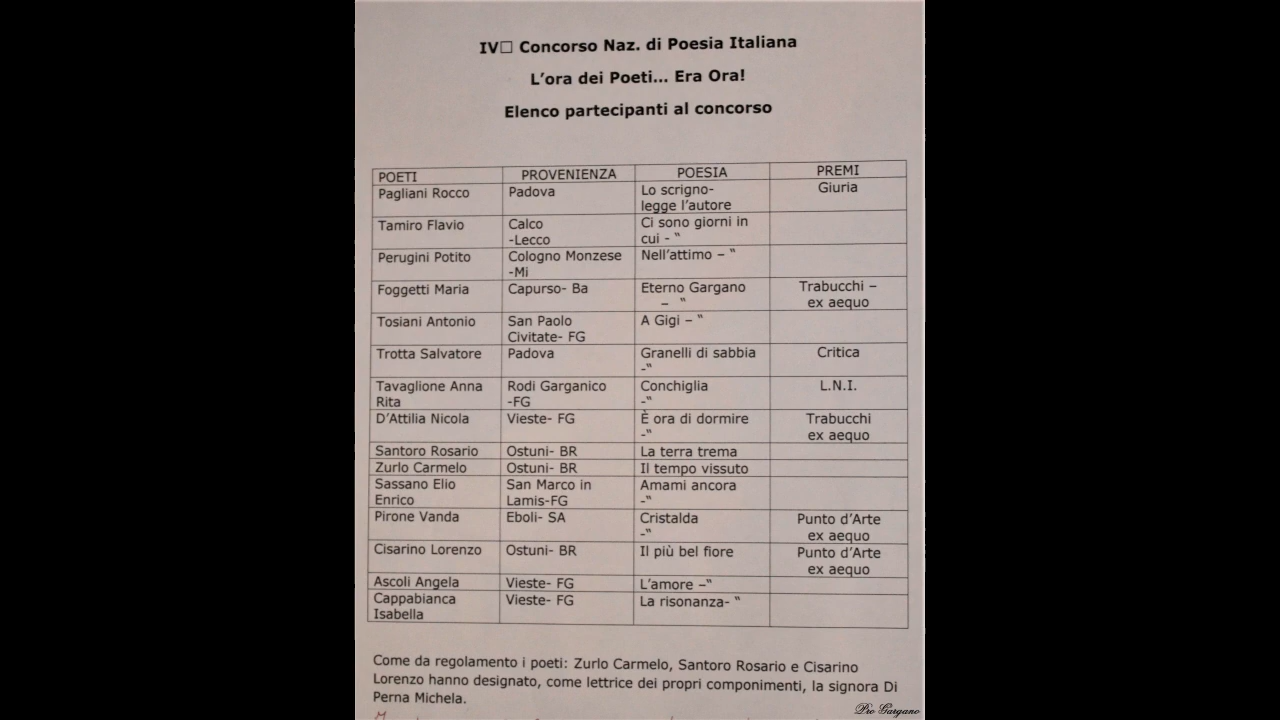 IV□ Concorso Naz. di Poesia Italiana
L'ora dei Poeti... Era Ora!
Elenco partecipanti al concorso
POETI PROVENIENZA POESIA PREMI
Pagliani Rocco Padova Lo scrigno- Giuria
legge l'autore
Tamiro Flavio Calco Ci sono giorni in
-Lecco cui - "
Perugini Potito Cologno Monzese Nell'attimo – "
-Mi
Foggetti Maria Capurso- Ba Eterno Gargano Trabucchi –
– " ex aequo
Tosiani Antonio San Paolo A Gigi – "
Civitate- FG
Trotta Salvatore Padova Granelli di sabbia Critica
-"
Tavaglione Anna Rodi Garganico Conchiglia L.N.I.
Rita -FG -"
D'Attilia Nicola Vieste- FG È ora di dormire Trabucchi
-" ex aequo
Santoro Rosario Ostuni- BR La terra trema
Zurlo Carmelo Ostuni- BR Il tempo vissuto
Sassano Elio San Marco in Amami ancora
Enrico Lamis-FG -"
Pirone Vanda Eboli- SA Cristalda Punto d'Arte
-" ex aequo
Cisarino Lorenzo Ostuni- BR Il più bel fiore Punto d'Arte
ex aequo
Ascoli Angela Vieste- FG L'amore –"
Cappabianca Vieste- FG La risonanza- "
Isabella
Come da regolamento i poeti: Zurlo Carmelo, Santoro Rosario e Cisarino
Lorenzo hanno designato, come lettrice dei propri componimenti, la signora Di
Perna Michela.
Pro Gargano